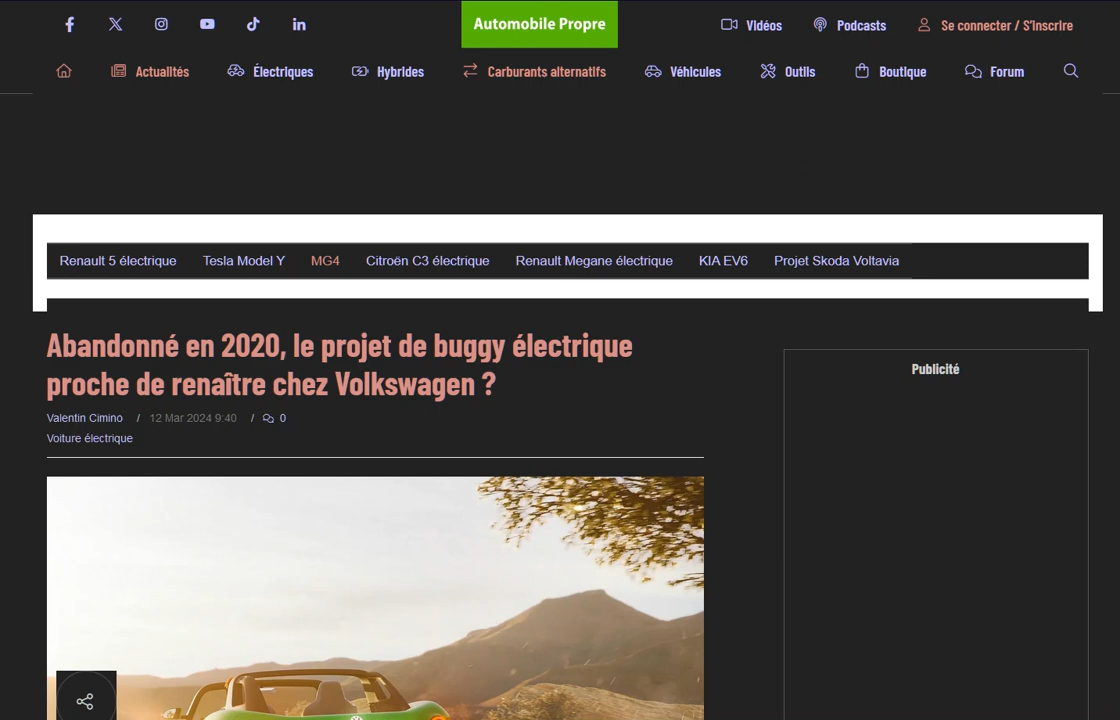 Automobile Propre
Vidéos
Podcasts
Se connecter / S'inscrire
Actualités
Électriques
Hybrides
Carburants alternatifs
Véhicules
Outils
Boutique
Forum
Renault 5 électrique
Tesla Model Y
MG4
Citroën C3 électrique
Renault Megane électrique
KIA EV6
Projet Skoda Voltavia
Abandonné en 2020, le projet de buggy électrique
proche de renaître chez Volkswagen ?
Valentin Cimino / 12 Mar 2024 9:40 / 0
Voiture électrique
Publicité